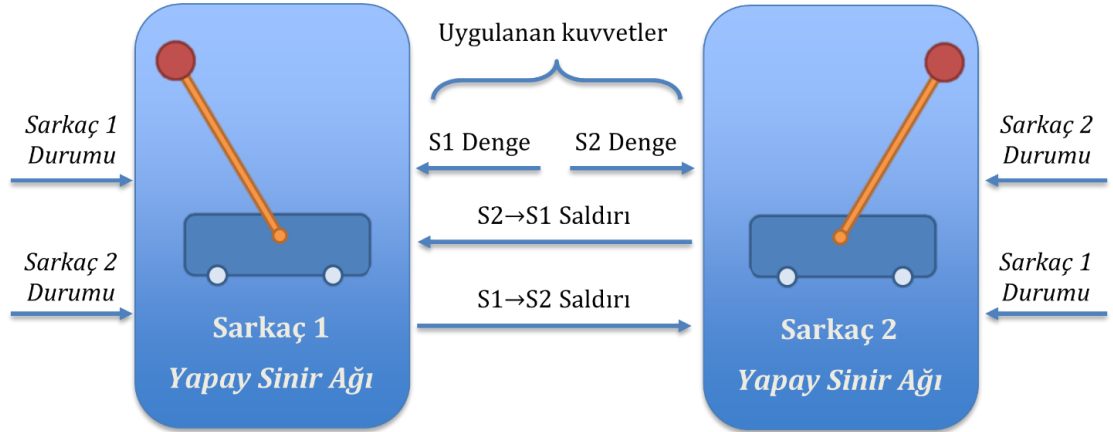 Uygulanan kuvvetler
Sarkaç 1
Durumu
S1 Denge
S2 Denge
Sarkaç 2
Durumu
S2→S1 Saldırı
Sarkaç 2
Durumu
S1→S2 Saldırı
Sarkaç 1
Durumu
Sarkaç 1
Yapay Sinir Ağı
Sarkaç 2
Yapay Sinir Ağı